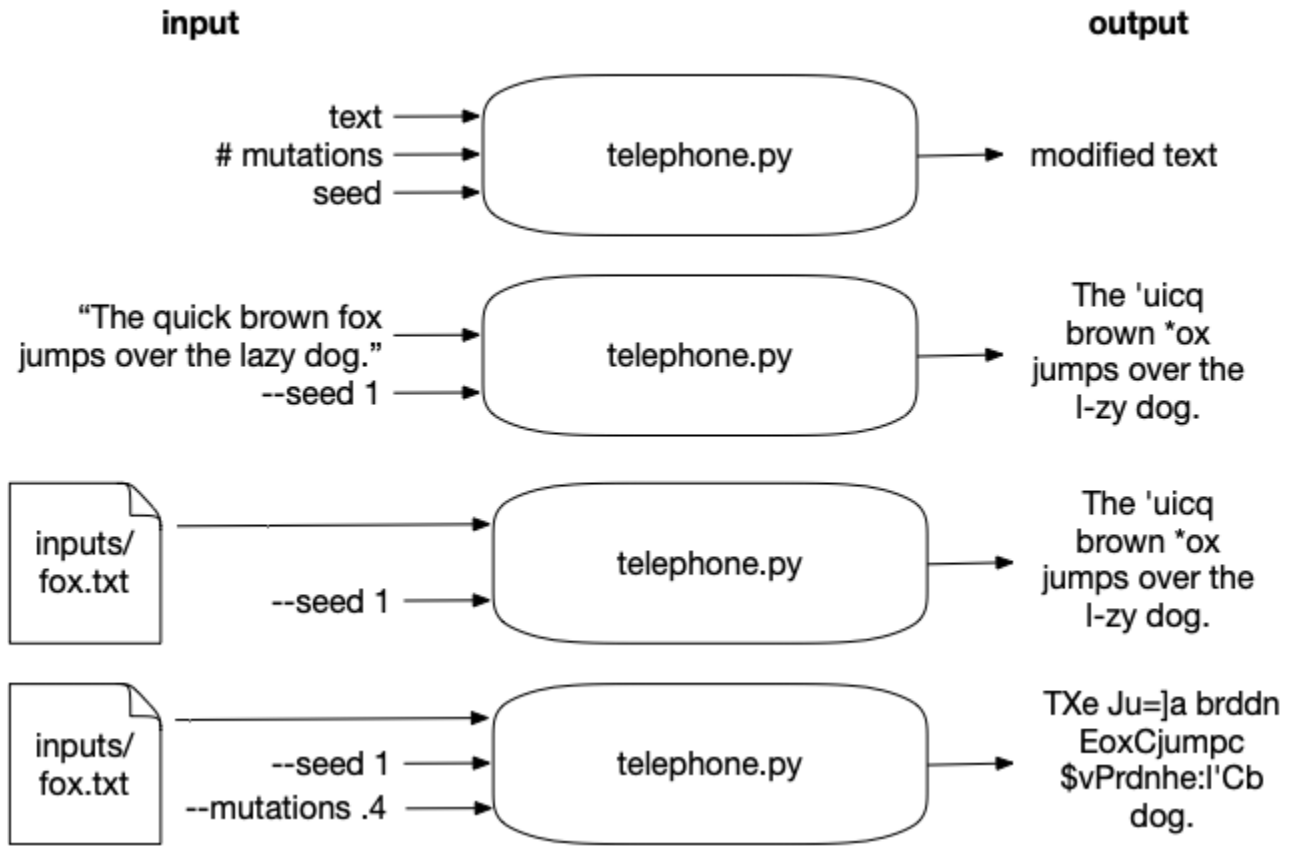 input
output
text
# mutations
seed
telephone.py
modified text
“The quick brown fox
jumps over the lazy dog.”
--seed 1
telephone.py
The 'uicq
brown *ox
jumps over the
l-zy dog.
inputs/
fox.txt
--seed 1
telephone.py
The 'uicq
brown *ox
jumps over the
l-zy dog.
inputs/
fox.txt
--seed 1
--mutations .4
telephone.py
TXe Ju=]a brddn
EoxCjumpc
$vPrdnhe:l'Cb
dog.